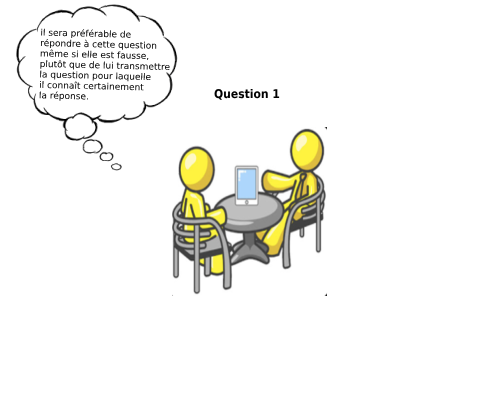 il sera préférable de
répondre à cette question
même si elle est fausse,
plutôt que de lui transmettre
la question pour laquelle
il connaît certainement
la réponse.
Question 1